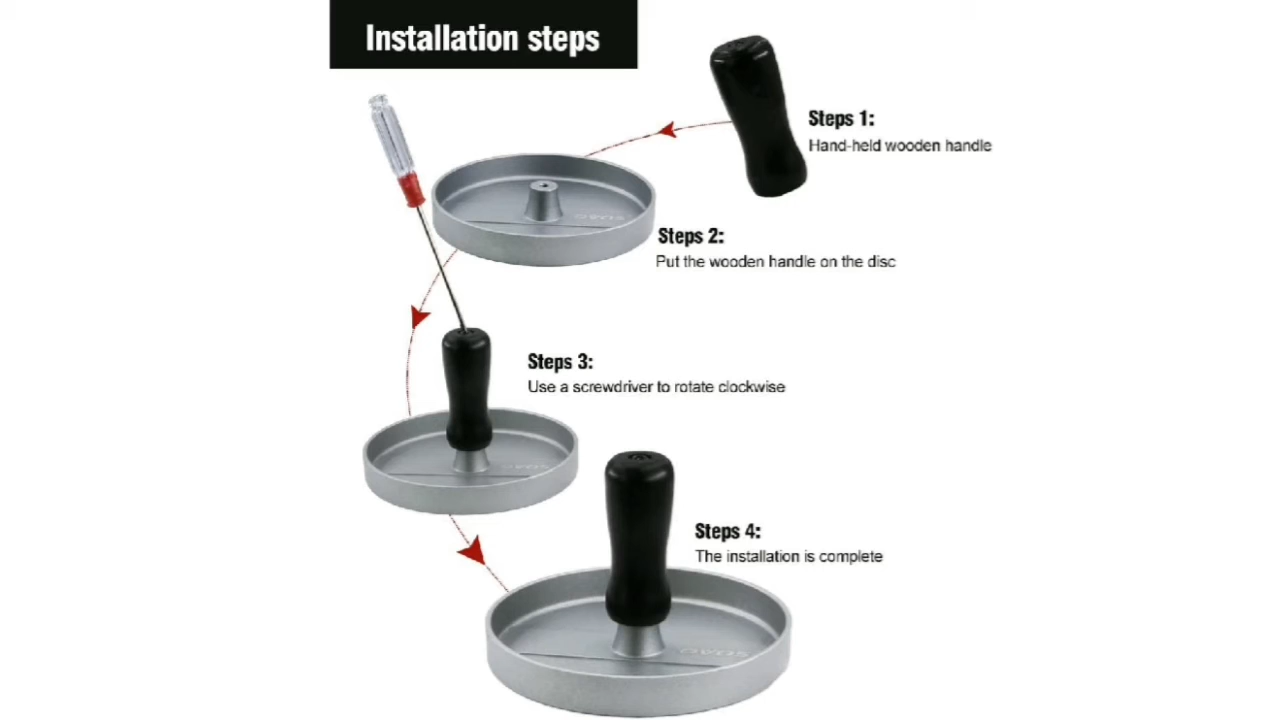 Installation steps
Steps 1:
Hand-held wooden handle
Steps 2:
Put the wooden handle on the disc
Steps 3:
Use a screwdriver to rotate clockwise
Steps 4:
The installation is complete